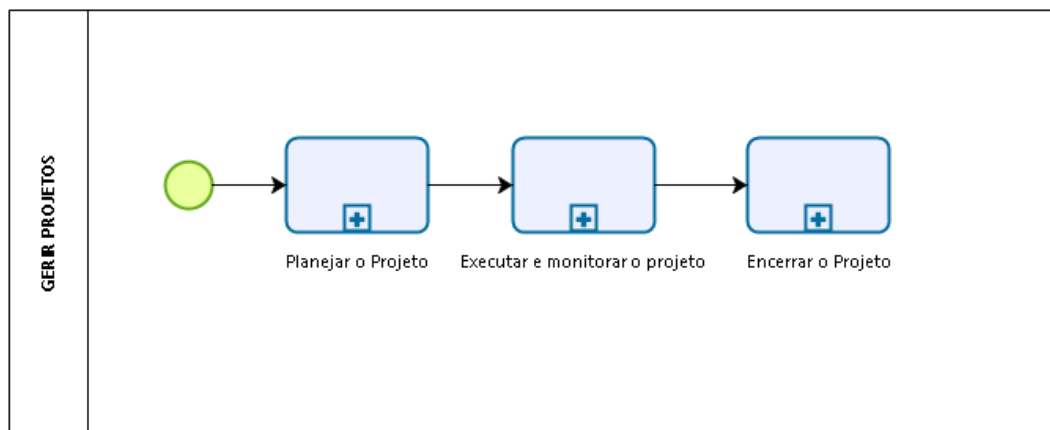 GERIR PROJETOS
Planejar o Projeto
Executar e monitorar o projeto
Encerrar o Projeto